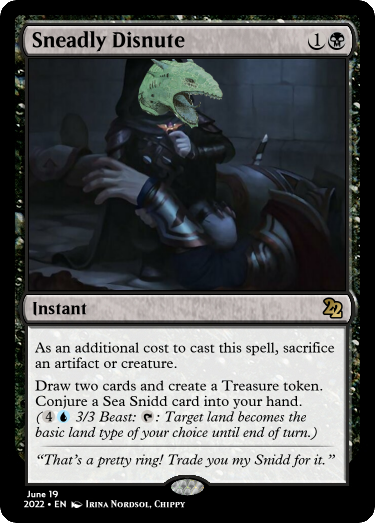 Sneadly Disnute 1
Instant 22
As an additional cost to cast this spell, sacrifice
an artifact or creature.
Draw two cards and create a Treasure token.
Conjure a Sea Snidd card into your hand.
(4 3/3 Beast: : Target land becomes the
basic land type of your choice until end of turn.)
“That’s a pretty ring! Trade you my Snidd for it.”
June 19
2022 • EN Irina Nordsol, Chippy